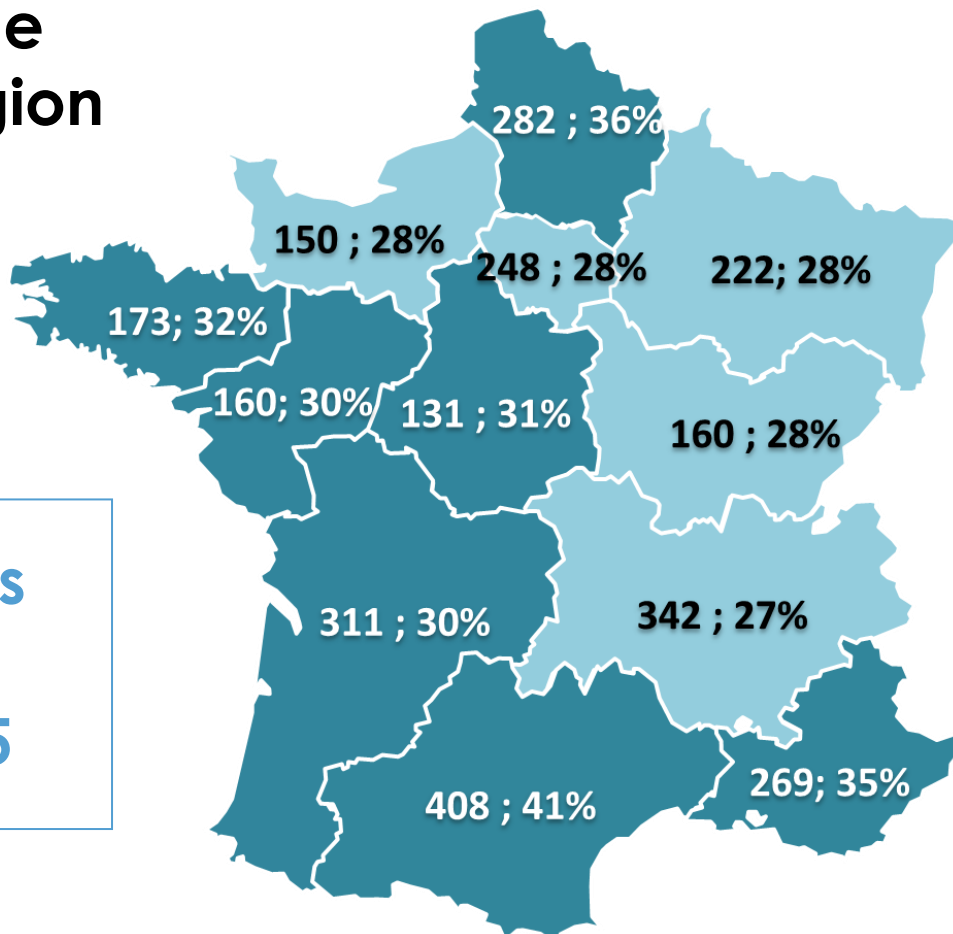 e
gion
282 ; 36%
150 ; 28%
248 ; 28%
222; 28%
173; 32%
160; 30%
131 ; 31%
160 ; 28%
s
311 ; 30%
342 ; 27%
5
408 ; 41%
269; 35%